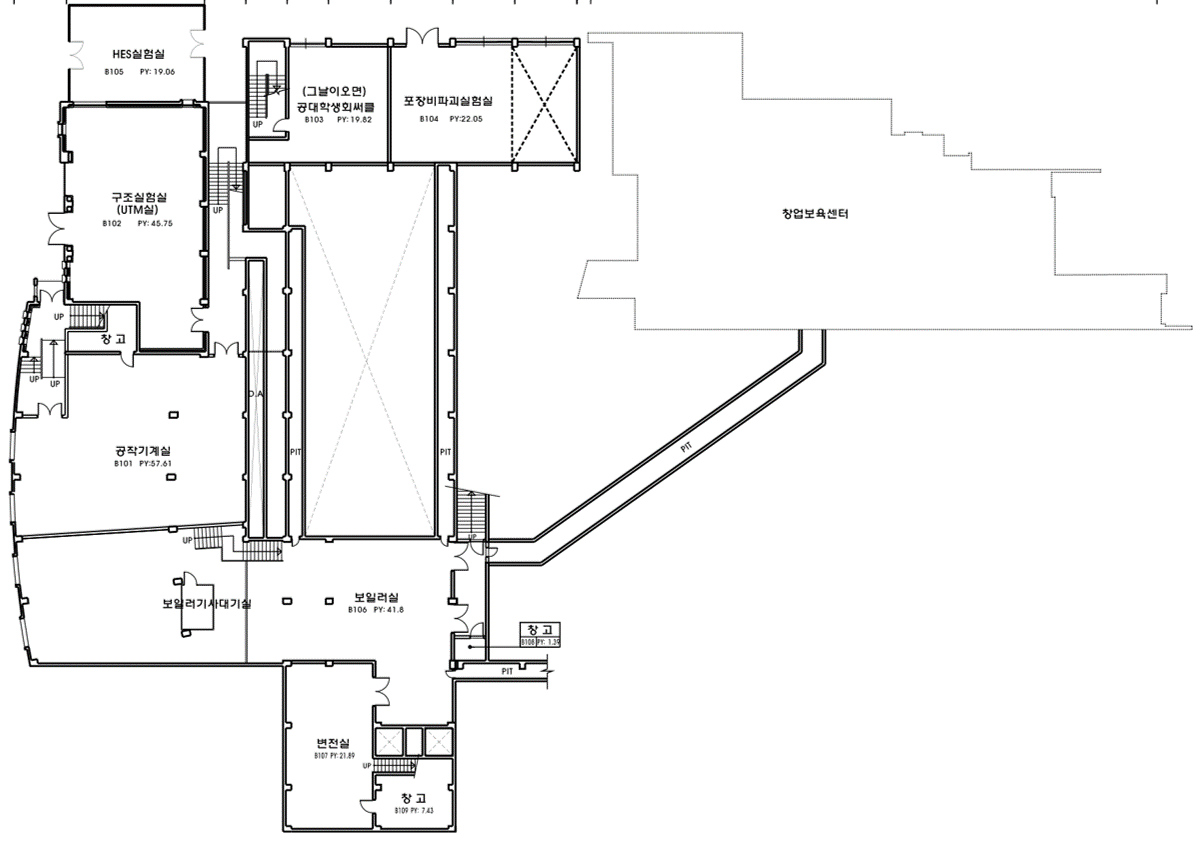 HES실험실
B105 PY: 19.06
(그날이오면)
공대학생회써클
B103 PY: 19.82
포장비파괴실험실
B104 PY:22.05
UP
구조실험실
(UTM실)
B102 PY: 45.75
UP
창업보육센터
UP
창 고
UP
UP
D.A
공작기계실
B101 PY:57.61
PIT
PIT
PIT
UP
UP
보일러기사대기실
보일러실
B106 PY: 41.8
창 고
B108 PY: 1.39
PIT
변전실
B107 PY:21.89
UP
창 고
B109 PY: 7.43